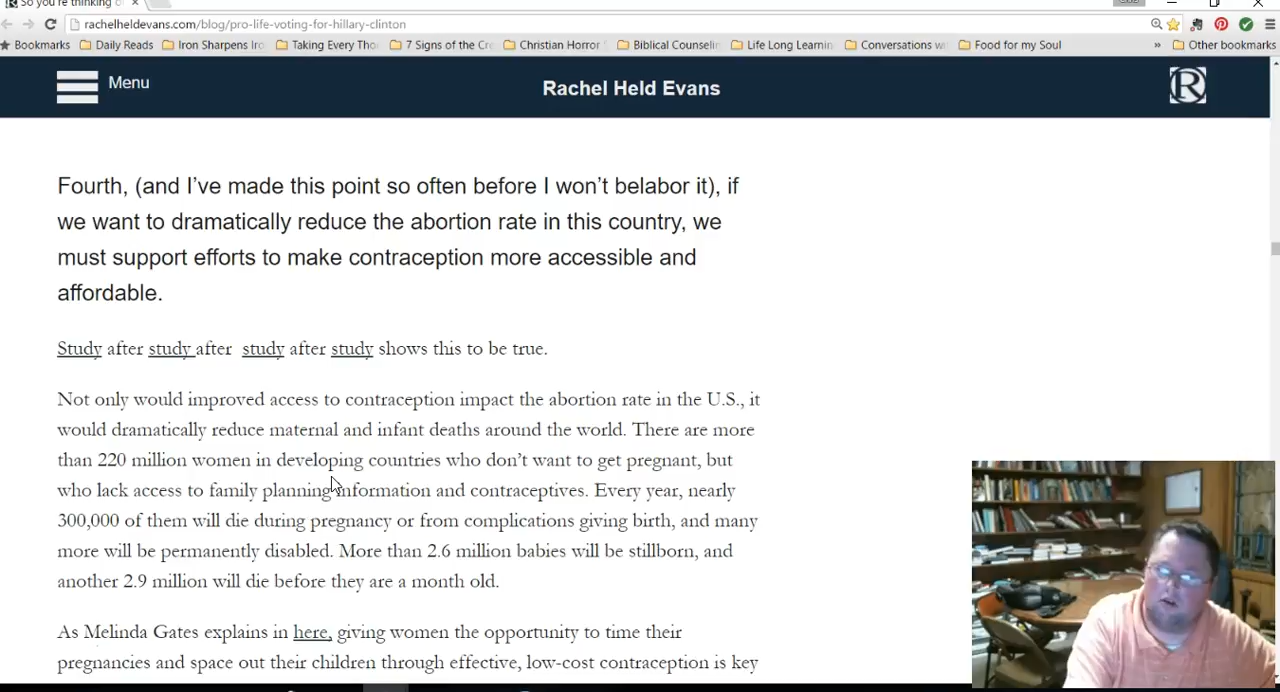 So you're thinking of
rachelheldevans.com/blog/pro-life-voting-for-hillary-clinton
Bookmarks Daily Reads Iron Sharpens Iro Taking Every Tho 7 Signs of the Cr Christian Horror Biblical Counselin Life Long Learnin Conversations w Food for my Soul » Other bookmarks
Menu
Rachel Held Evans
R
Fourth, (and I've made this point so often before I won't belabor it), if
we want to dramatically reduce the abortion rate in this country, we
must support efforts to make contraception more accessible and
affordable.
Study after study after study after study shows this to be true.
Not only would improved access to contraception impact the abortion rate in the U.S., it
would dramatically reduce maternal and infant deaths around the world. There are more
than 220 million women in developing countries who don't want to get pregnant, but
who lack access to family planning information and contraceptives. Every year, nearly
300,000 of them will die during pregnancy or from complications giving birth, and many
more will be permanently disabled. More than 2.6 million babies will be stillborn, and
another 2.9 million will die before they are a month old.
As Melinda Gates explains in here, giving women the opportunity to time their
pregnancies and space out their children through effective, low-cost contraception is key